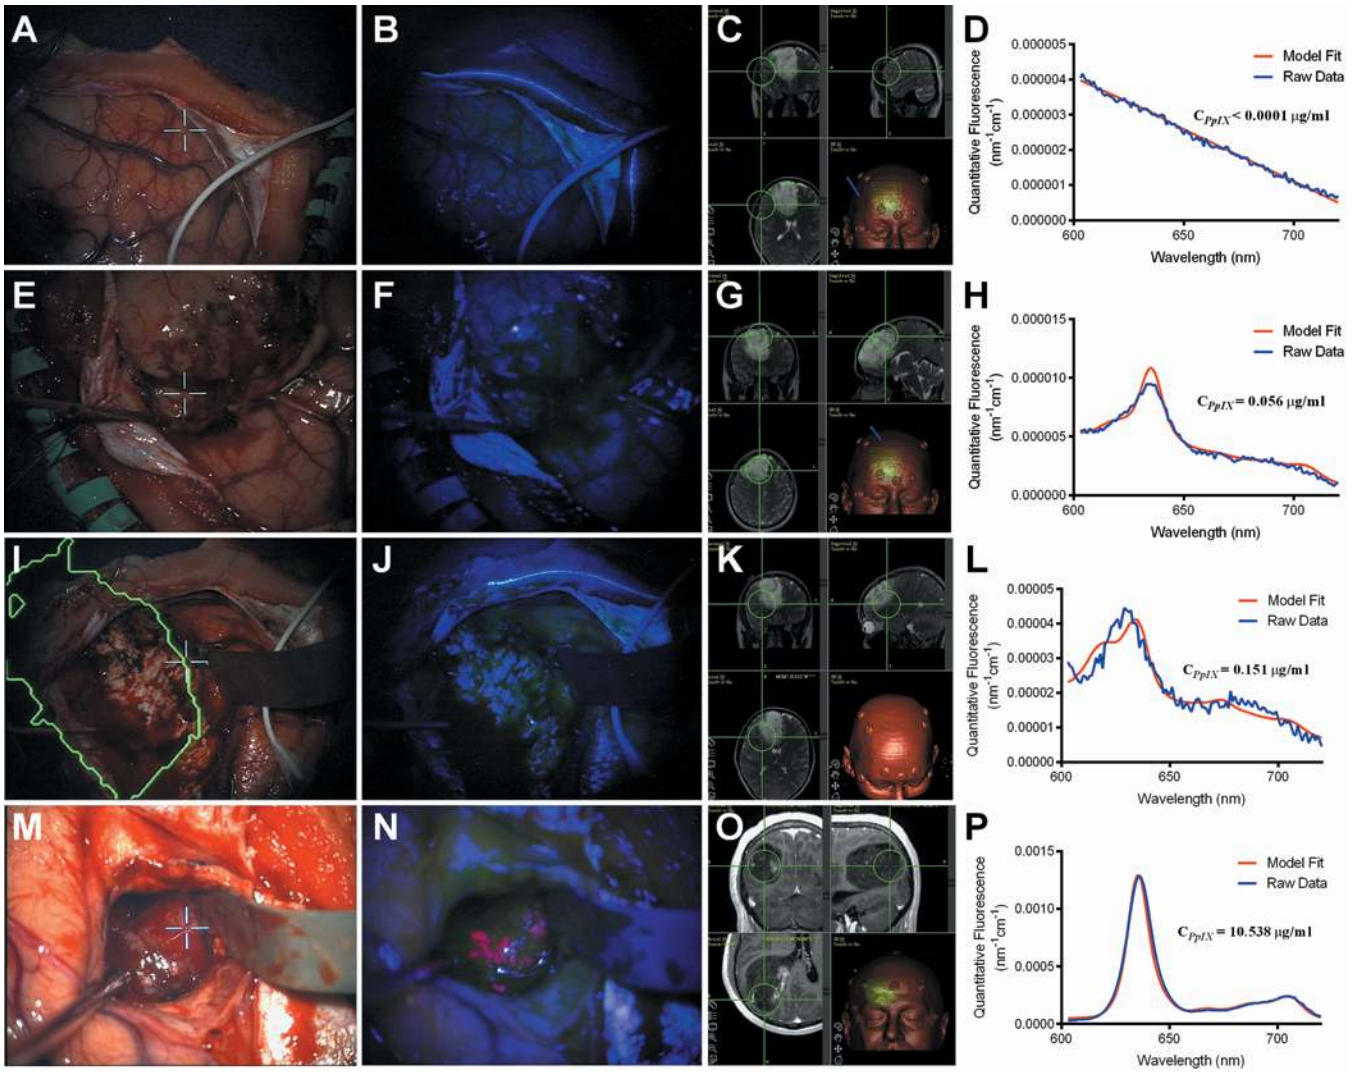 A
B
C
D
0.000005
0.000004
0.000003
0.000002
0.000001
0.000000
Quantitative Fluorescence
(nm⁻¹cm⁻¹)
Model Fit
Raw Data
C_PpIX < 0.0001 µg/ml
600
650
700
Wavelength (nm)
E
F
G
H
0.000015
0.000010
0.000005
0.000000
Quantitative Fluorescence
(nm⁻¹cm⁻¹)
Model Fit
Raw Data
C_PpIX = 0.056 µg/ml
600
650
700
Wavelength (nm)
I
J
K
L
0.00005
0.00004
0.00003
0.00002
0.00001
0.00000
Quantitative Fluorescence
(nm⁻¹cm⁻¹)
Model Fit
Raw Data
C_PpIX = 0.151 µg/ml
600
650
700
Wavelength (nm)
M
N
O
P
0.0015
0.0010
0.0005
0.0000
Quantitative Fluorescence
(nm⁻¹cm⁻¹)
Model Fit
Raw Data
C_PpIX = 10.538 µg/ml
600
650
700
Wavelength (nm)